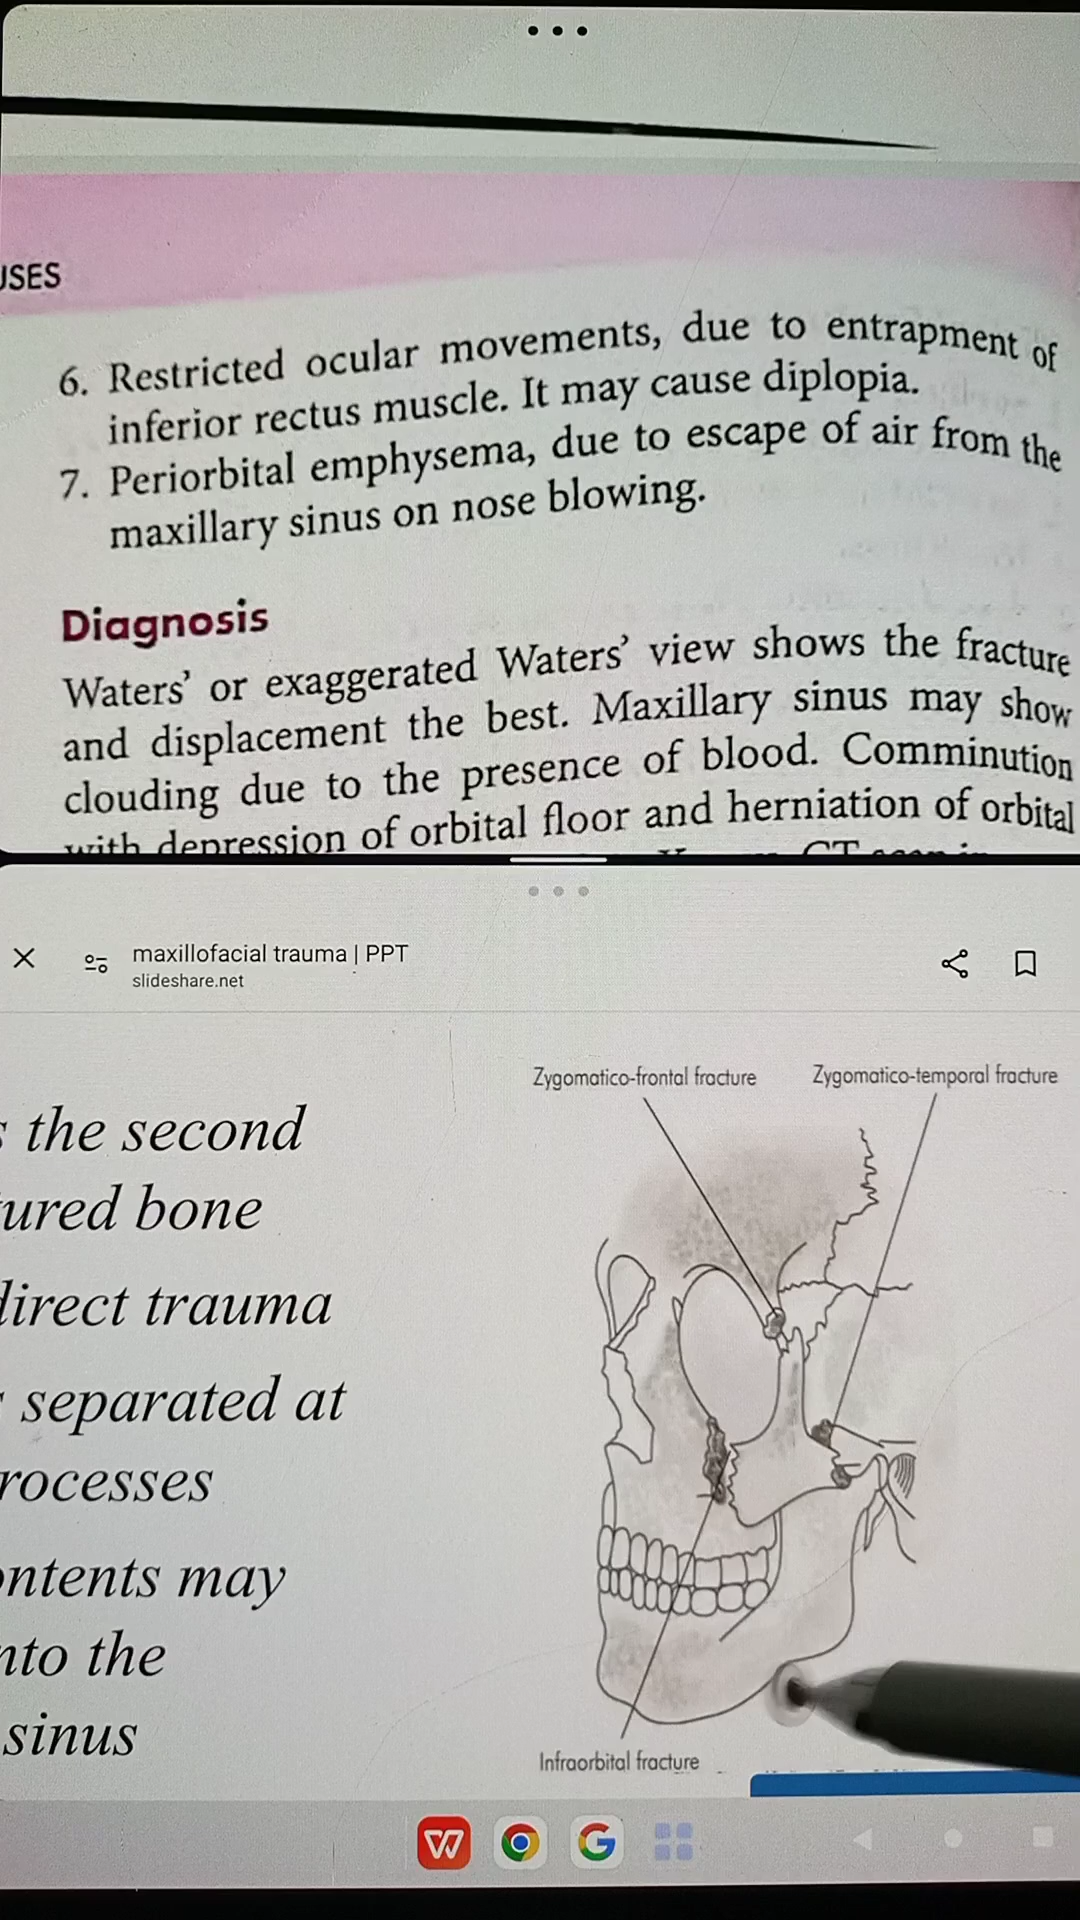 6. Restricted ocular movements, due to entrapment of
inferior rectus muscle. It may cause diplopia.
7. Periorbital emphysema, due to escape of air from the
maxillary sinus on nose blowing.
Diagnosis
Waters' or exaggerated Waters' view shows the fracture
and displacement the best. Maxillary sinus may show
clouding due to the presence of blood. Comminution
with depression of orbital floor and herniation of orbital
maxillofacial trauma | PPT
slideshare.net
Zygomatico-frontal fracture
Zygomatico-temporal fracture
the second
bone
direct trauma
separated at
rocesses
ontents may
nto the
sinus
Infraorbital fracture